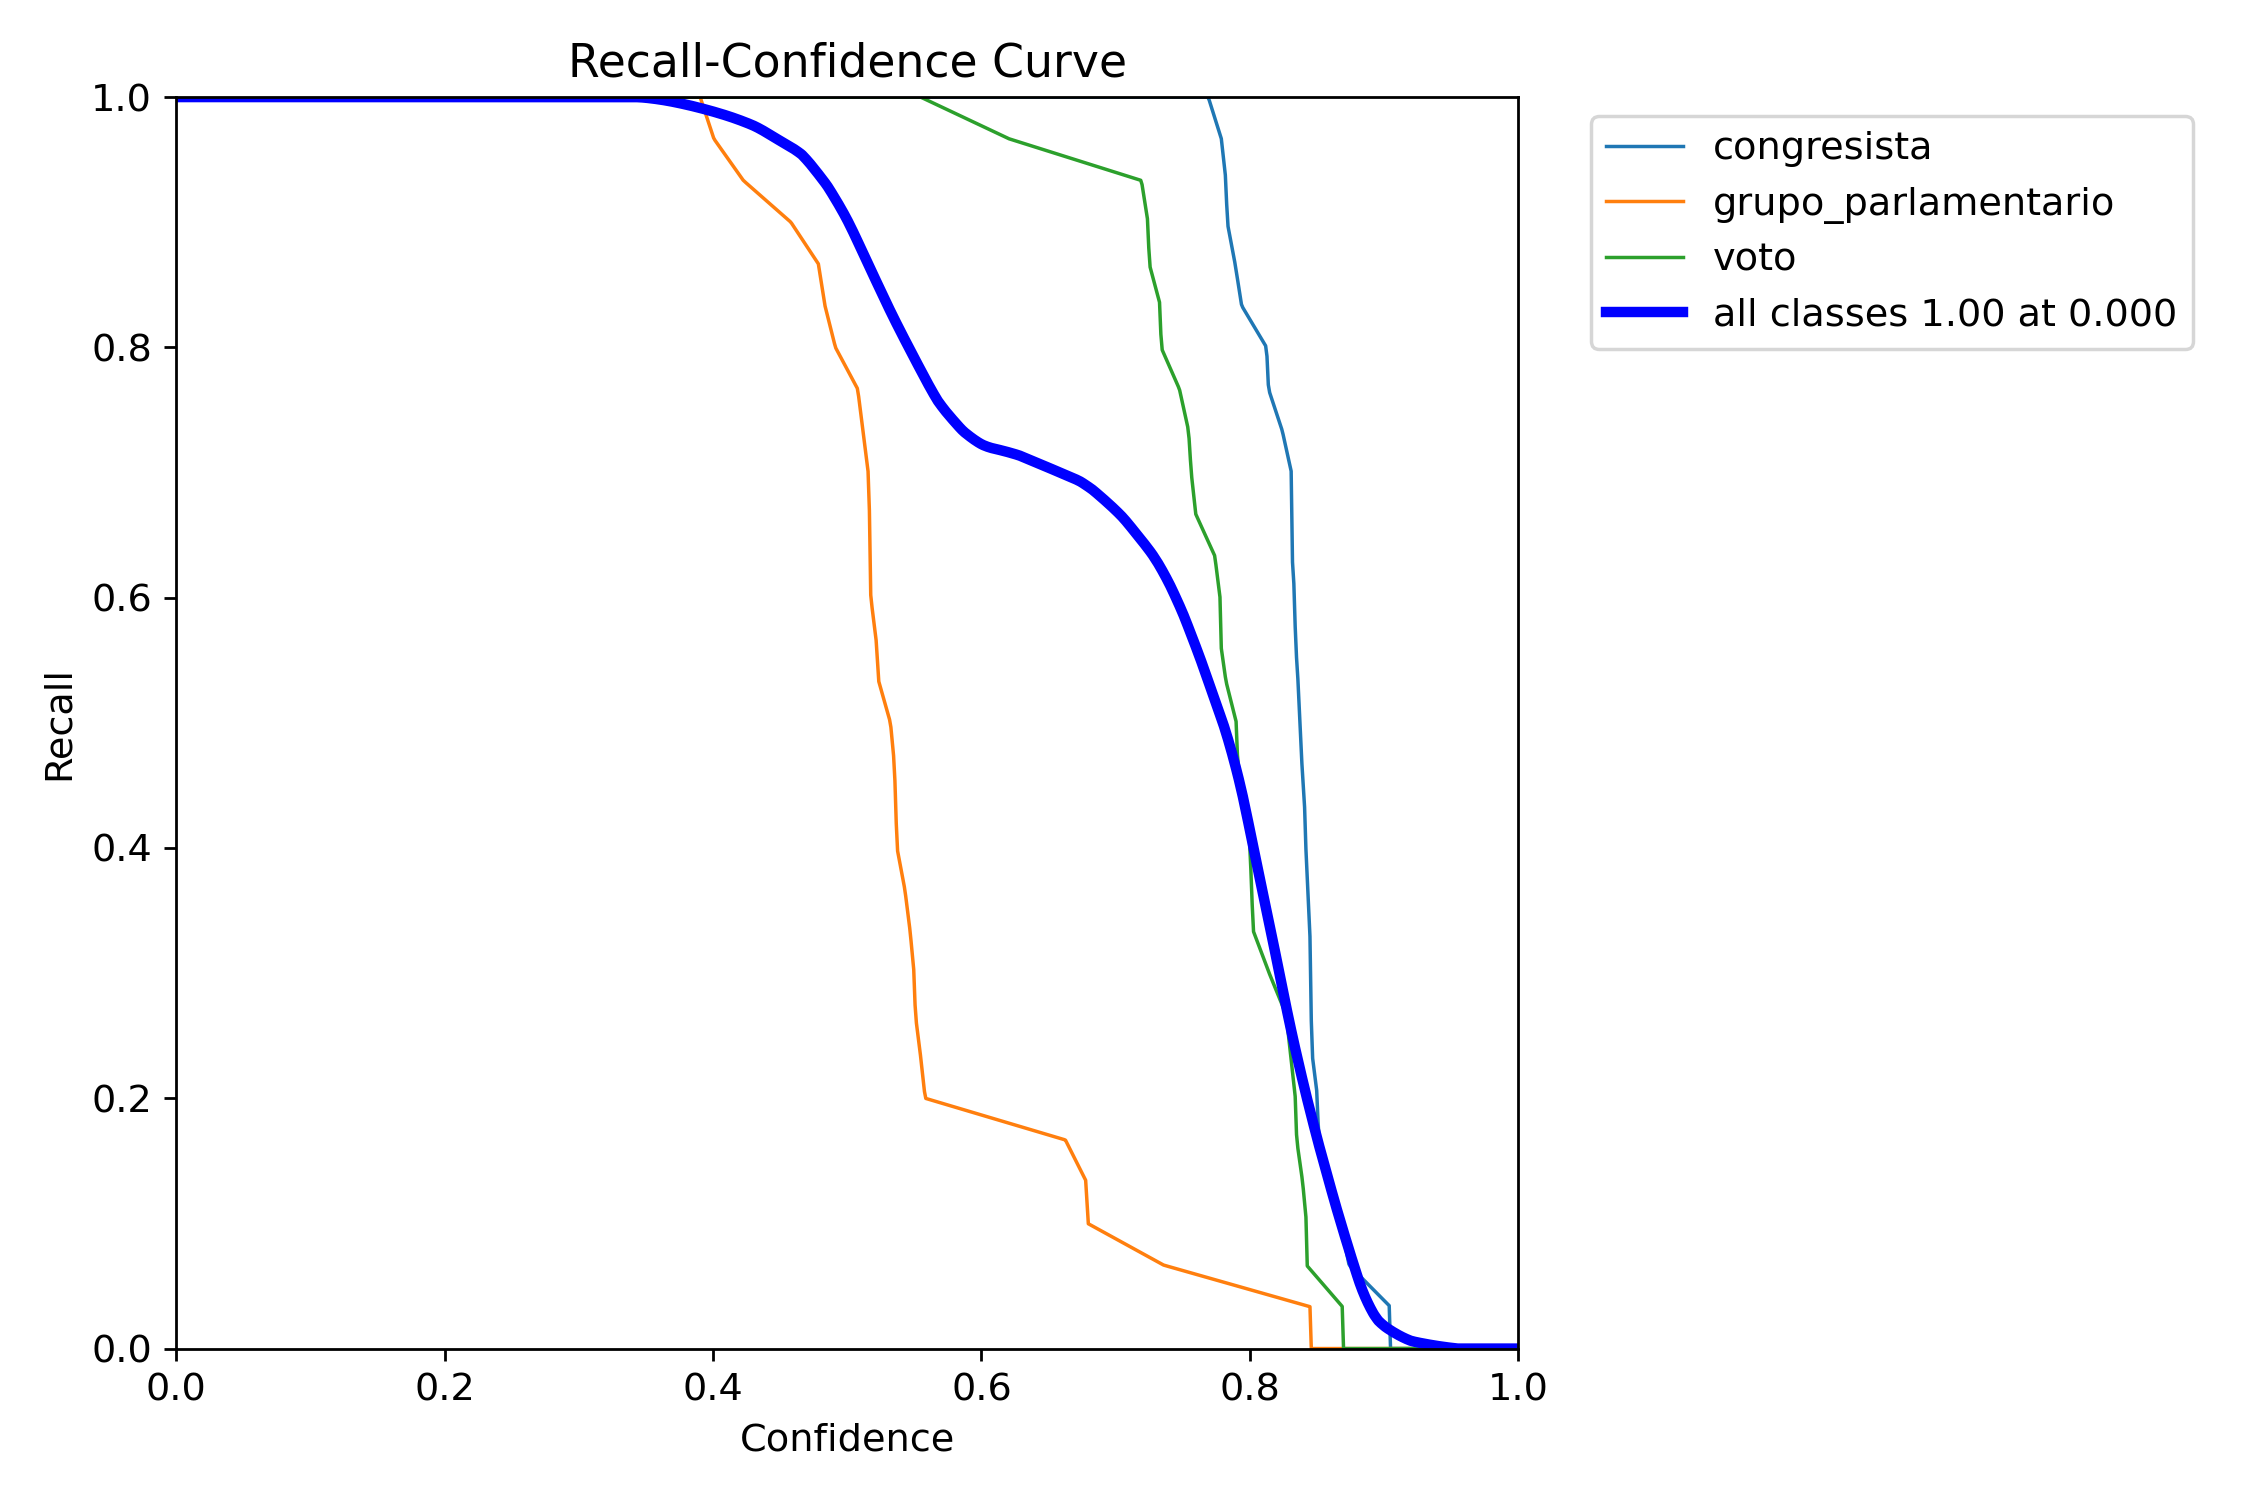 Recall-Confidence Curve
congresista
grupo_parlamentario
voto
all classes 1.00 at 0.000
Recall
1.0
0.8
0.6
0.4
0.2
0.0
0.0 0.2 0.4 0.6 0.8 1.0
Confidence